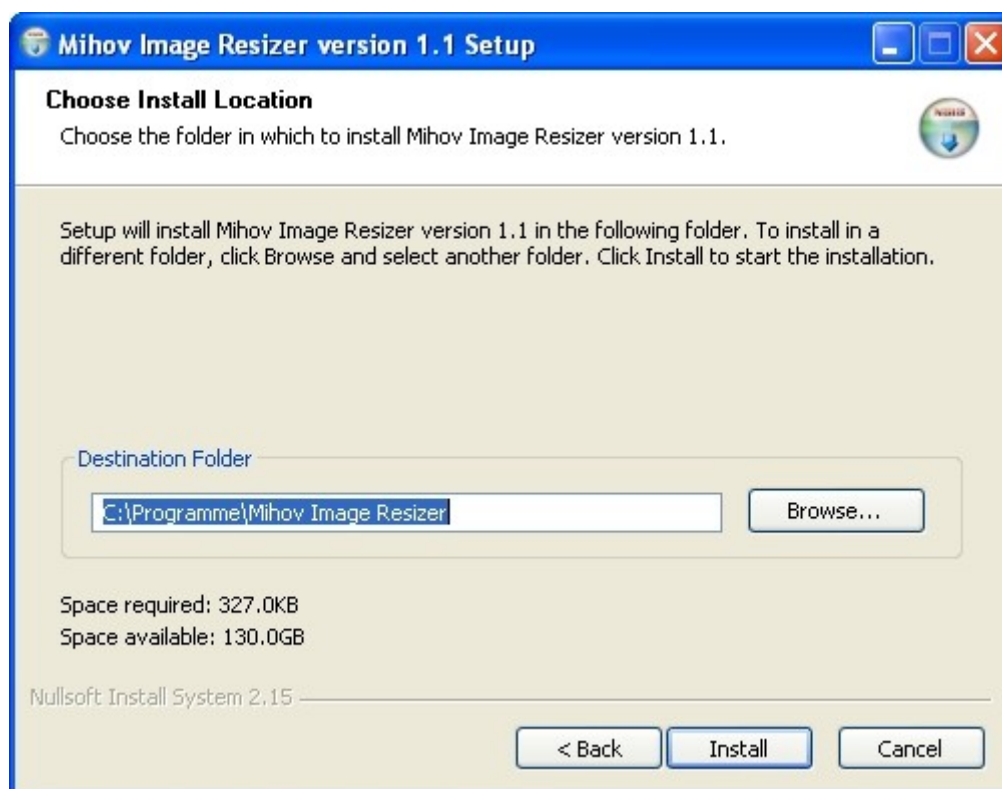 Mihov Image Resizer version 1.1 Setup
Choose Install Location
Choose the folder in which to install Mihov Image Resizer version 1.1.
Setup will install Mihov Image Resizer version 1.1 in the following folder. To install in a
different folder, click Browse and select another folder. Click Install to start the installation.
Destination Folder
C:\Programme\Mihov Image Resizer
Browse...
Space required: 327.0KB
Space available: 130.0GB
Nullsoft Install System 2.15
< Back
Install
Cancel